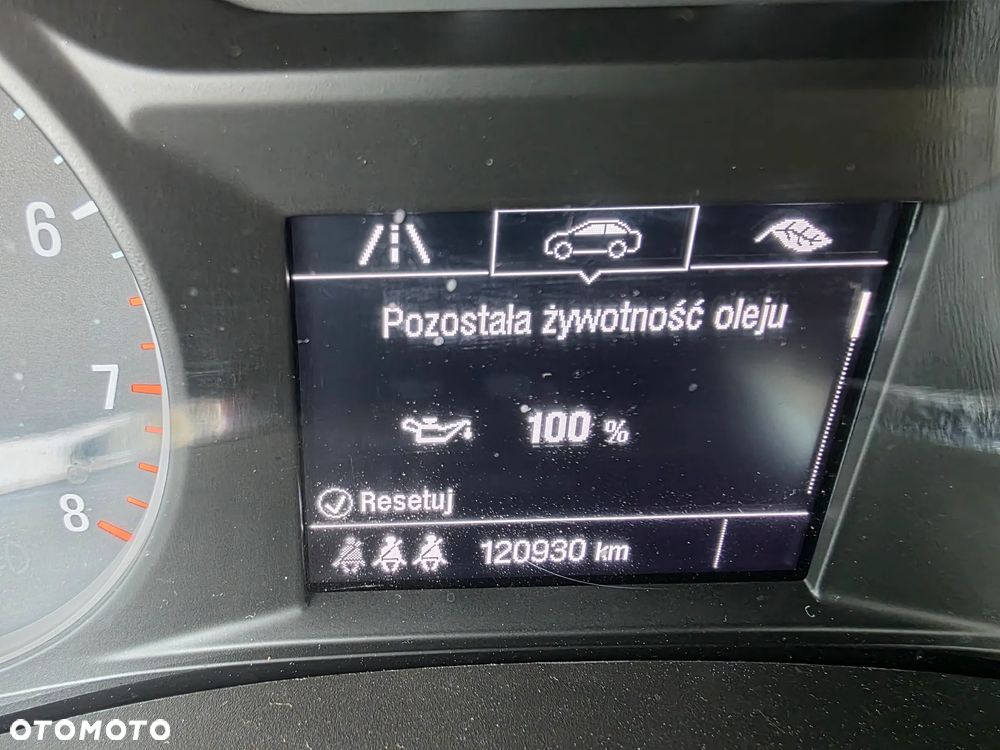 6
7
8
Pozostała żywotność oleju
100 %
Resetuj
120930 km
OTOMOTO